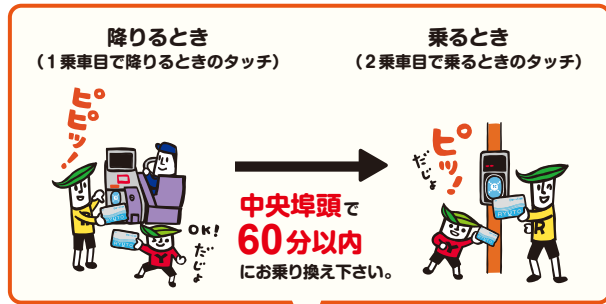 降りるとき
（1乗車目で降りるときのタッチ）
ピピッ！
OK!
だじょ
中央埠頭で
60分以内
にお乗り換え下さい。
乗るとき
（2乗車目で乗るときのタッチ）
ピッ！
だじょ
RYUTO
R
Y